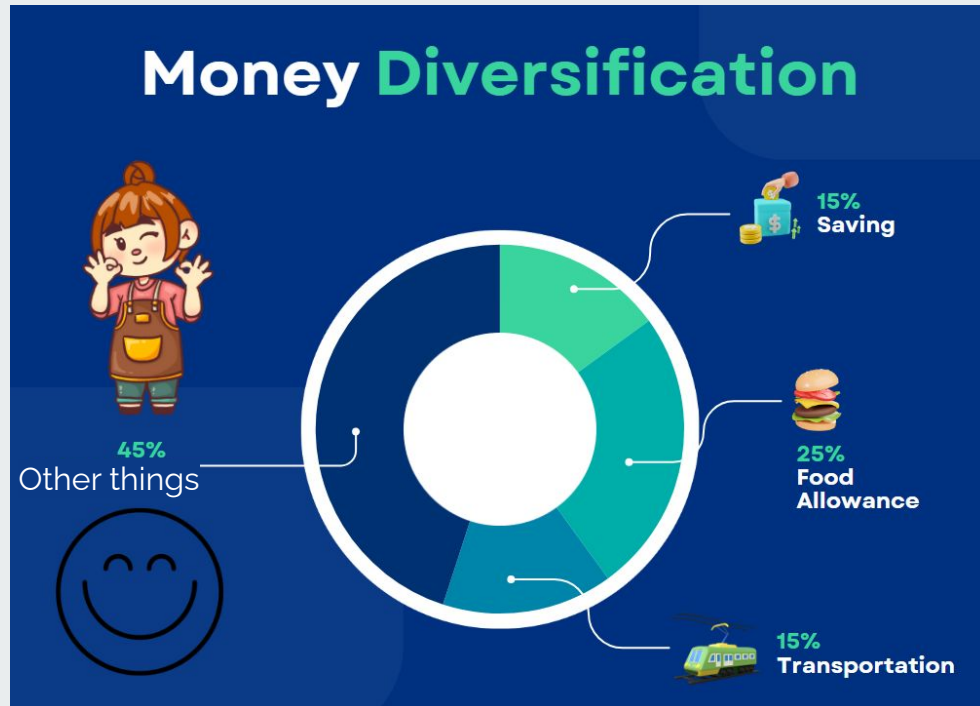 Money Diversification
15%
Saving
25%
Food
Allowance
15%
Transportation
45%
Other things